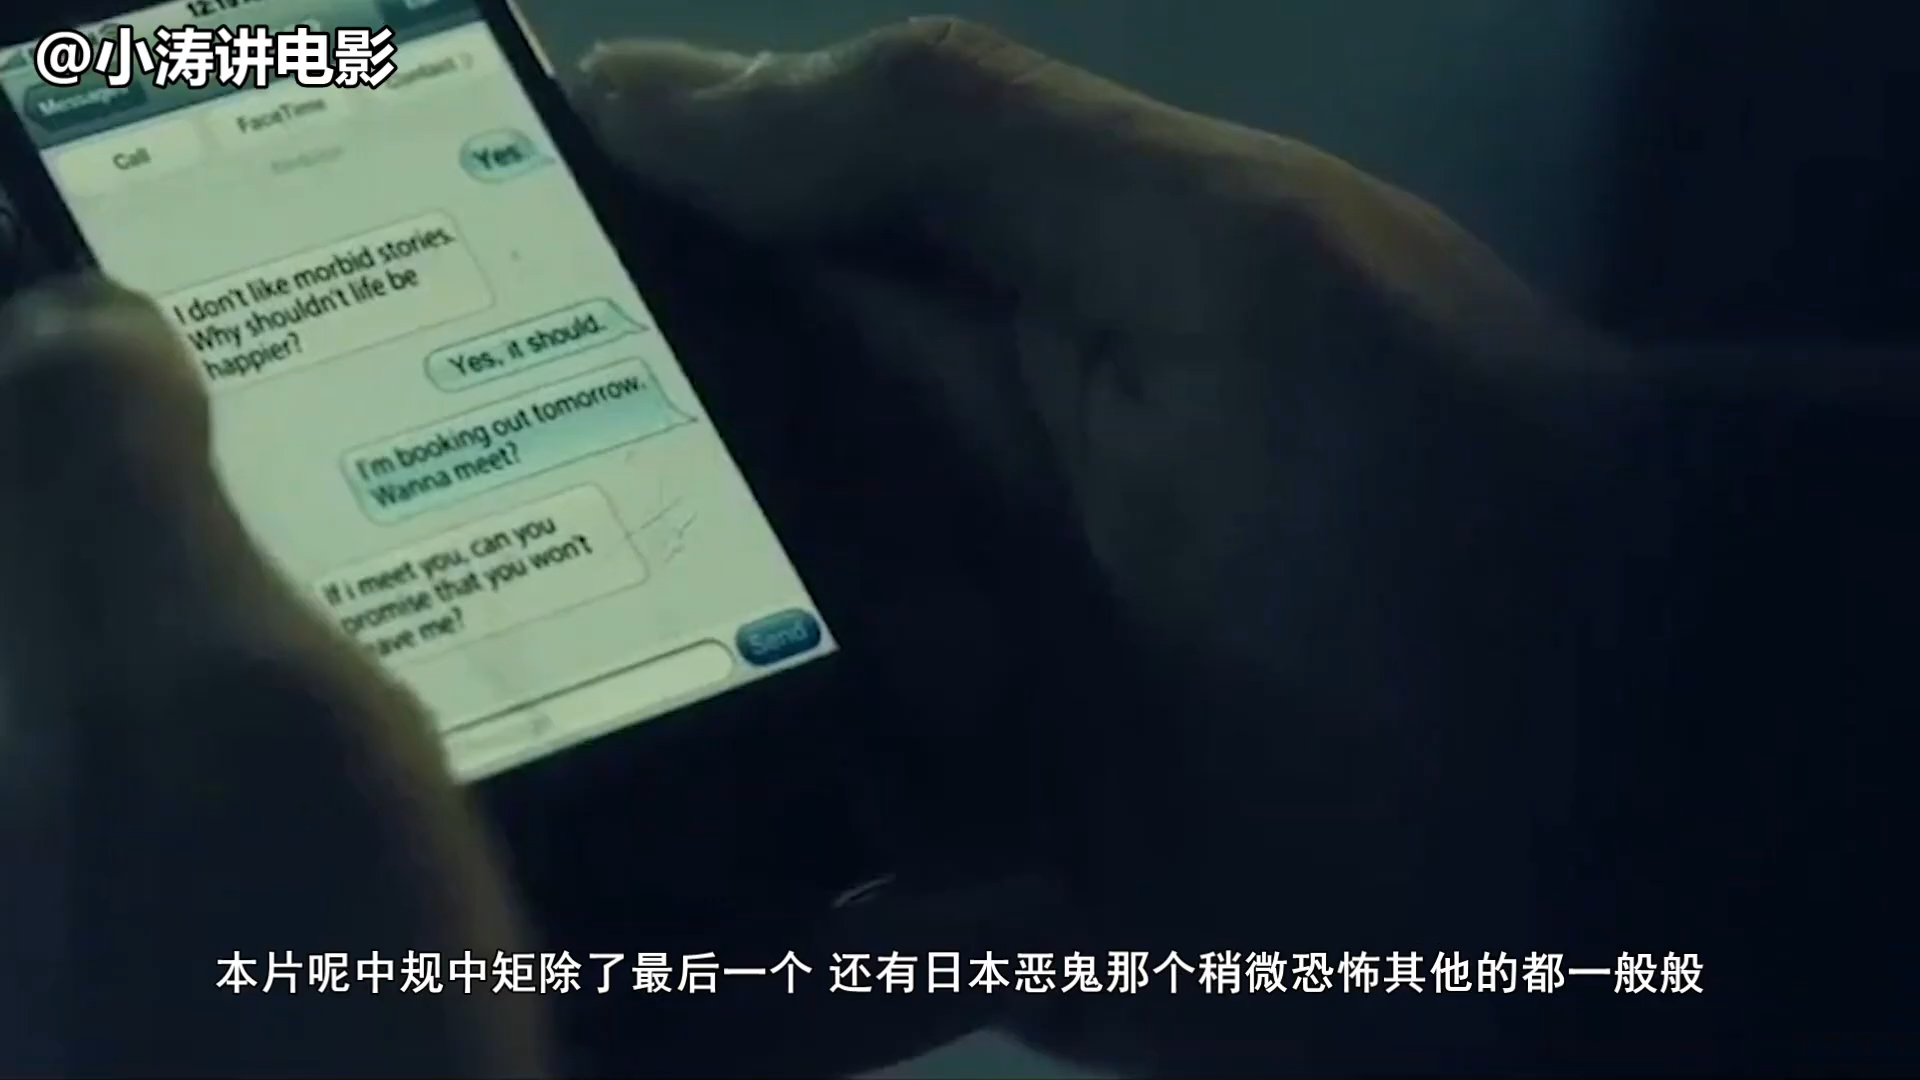 @小涛讲电影
Messages
Call
FaceTime
Contact
Yes
I don't like morbid stories.
Why shouldn't life be
happier?
Yes, it should.
I'm booking out tomorrow.
Wanna meet?
If i meet you, can you
promise that you won't
me?
Send
本片呢中规中矩除了最后一个 还有日本恶鬼那个稍微恐怖其他的都一般般